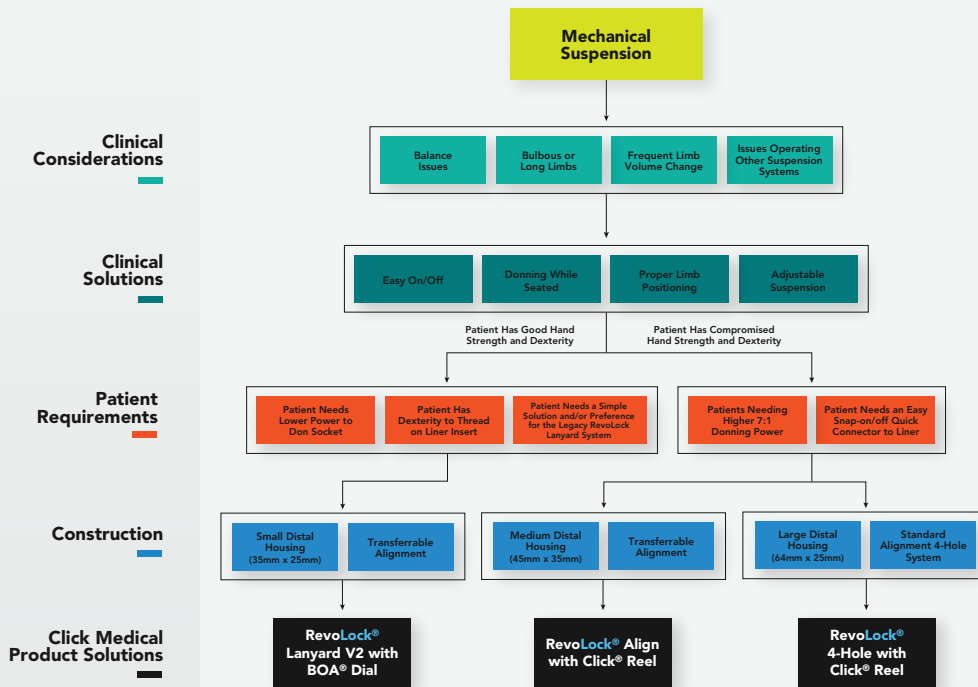 Mechanical
Suspension
Clinical
Considerations
Balance
Issues
Bulbous or
Long Limbs
Frequent Limb
Volume Change
Issues Operating
Other Suspension
Systems
Clinical
Solutions
Easy On/Off
Donning While
Seated
Proper Limb
Positioning
Adjustable
Suspension
Patient Has Good Hand
Strength and Dexterity
Patient Has Compromised
Hand Strength and Dexterity
Patient
Requirements
Patient Needs
Lower Power to
Don Socket
Patient Has
Dexterity to Thread
on Liner Insert
Patient Needs a Simple
Solution and/or Preference
for the Legacy RevoLock
Lanyard System
Patients Needing
Higher 7:1
Donning Power
Patient Needs an Easy
Snap-on/off Quick
Connector to Liner
Construction
Small Distal
Housing
(35mm x 25mm)
Transferrable
Alignment
Medium Distal
Housing
(45mm x 35mm)
Transferrable
Alignment
Large Distal
Housing
(64mm x 25mm)
Standard
Alignment 4-Hole
System
Click Medical
Product Solutions
RevoLock®
Lanyard V2 with
BOA® Dial
RevoLock® Align
with Click® Reel
RevoLock®
4-Hole with
Click® Reel